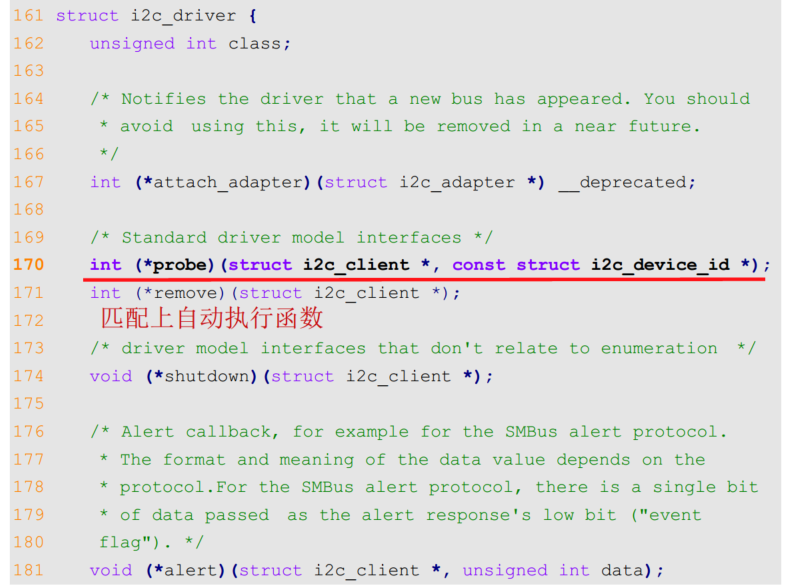 161 struct i2c_driver {
162 unsigned int class;
163
164 /* Notifies the driver that a new bus has appeared. You should
165 * avoid using this, it will be removed in a near future.
166 */
167 int (*attach_adapter)(struct i2c_adapter *) __deprecated;
168
169 /* Standard driver model interfaces */
170 int (*probe)(struct i2c_client *, const struct i2c_device_id *);
171 int (*remove)(struct i2c_client *);
172 匹配上自动执行函数
173 /* driver model interfaces that don't relate to enumeration */
174 void (*shutdown)(struct i2c_client *);
175
176 /* Alert callback, for example for the SMBus alert protocol.
177 * The format and meaning of the data value depends on the
178 * protocol.For the SMBus alert protocol, there is a single bit
179 * of data passed as the alert response's low bit ("event
180 flag"). */
181 void (*alert)(struct i2c_client *, unsigned int data);